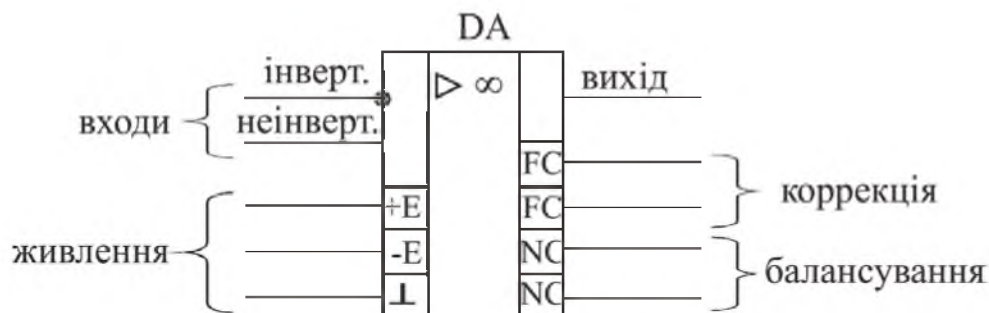 DA
інверт.
▷ ∞
вихід
входи
неінверт.
FC
+E
FC
коррекція
живлення
-E
NC
балансування
⊥
NC